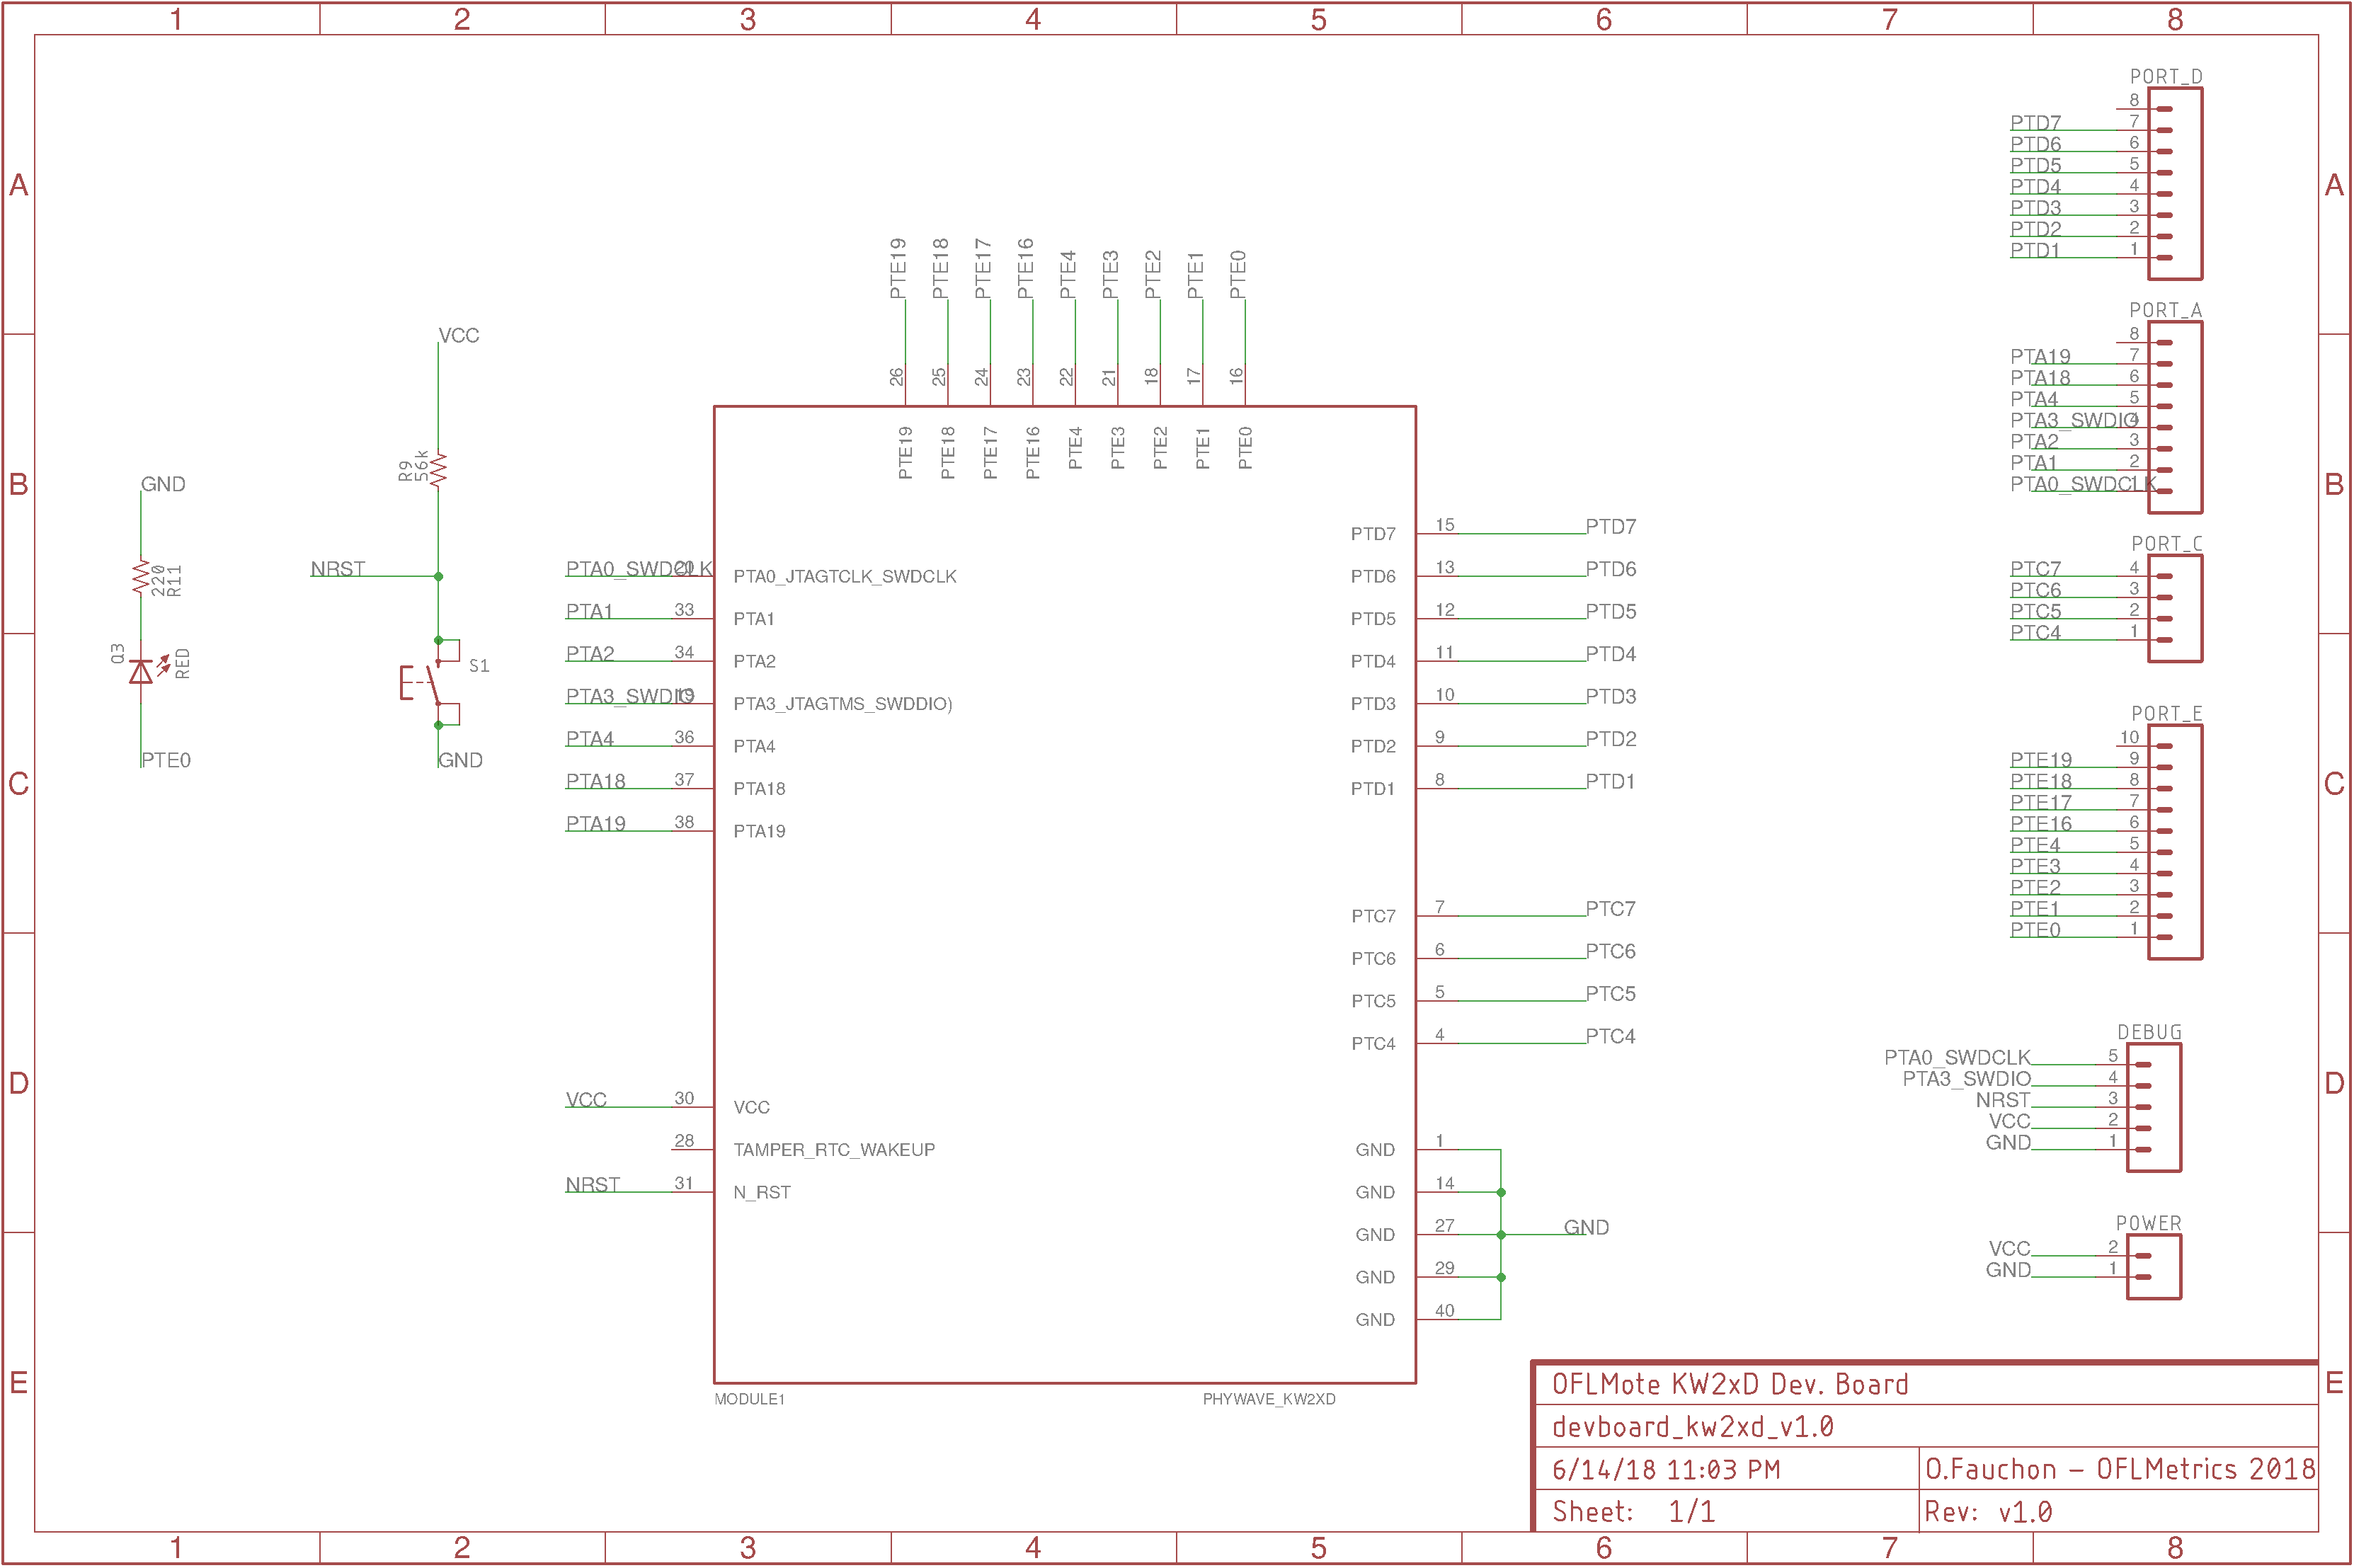 1 2 3 4 5 6 7 8
A A
B B
C C
D D
E E
PORT_D
8
PTD7 7
PTD6 6
PTD5 5
PTD4 4
PTD3 3
PTD2 2
PTD1 1
PORT_A
8
PTA19 7
PTA18 6
PTA4 5
PTA3_SWDIO 4
PTA2 3
PTA1 2
PTA0_SWDCLK 1
PORT_C
PTC7 4
PTC6 3
PTC5 2
PTC4 1
PORT_E
10
PTE19 9
PTE18 8
PTE17 7
PTE16 6
PTE4 5
PTE3 4
PTE2 3
PTE1 2
PTE0 1
DEBUG
PTA0_SWDCLK 5
PTA3_SWDIO 4
NRST 3
VCC 2
GND 1
POWER
VCC 2
GND 1
GND
220
R11
Q3
RED
PTE0
VCC
R9
56k
NRST
S1
GND
PTE19 PTE18 PTE17 PTE16 PTE4 PTE3 PTE2 PTE1 PTE0
26 25 24 23 22 21 18 17 16
PTE19 PTE18 PTE17 PTE16 PTE4 PTE3 PTE2 PTE1 PTE0
PTA0_SWDCLK 20 PTA0_JTAGTCLK_SWDCLK
PTA1 33 PTA1
PTA2 34 PTA2
PTA3_SWDIO 19 PTA3_JTAGTMS_SWDDIO)
PTA4 36 PTA4
PTA18 37 PTA18
PTA19 38 PTA19
VCC 30 VCC
28 TAMPER_RTC_WAKEUP
NRST 31 N_RST
PTD7 15 PTD7
PTD6 13 PTD6
PTD5 12 PTD5
PTD4 11 PTD4
PTD3 10 PTD3
PTD2 9 PTD2
PTD1 8 PTD1
PTC7 7 PTC7
PTC6 6 PTC6
PTC5 5 PTC5
PTC4 4 PTC4
GND 1
GND 14
GND 27 GND
GND 29
GND 40
MODULE1 PHYWAVE_KW2XD
OFLMote KW2xD Dev. Board
devboard_kw2xd_v1.0
6/14/18 11:03 PM O.Fauchon – OFLMetrics 2018
Sheet: 1/1 Rev: v1.0
1 2 3 4 5 6 7 8